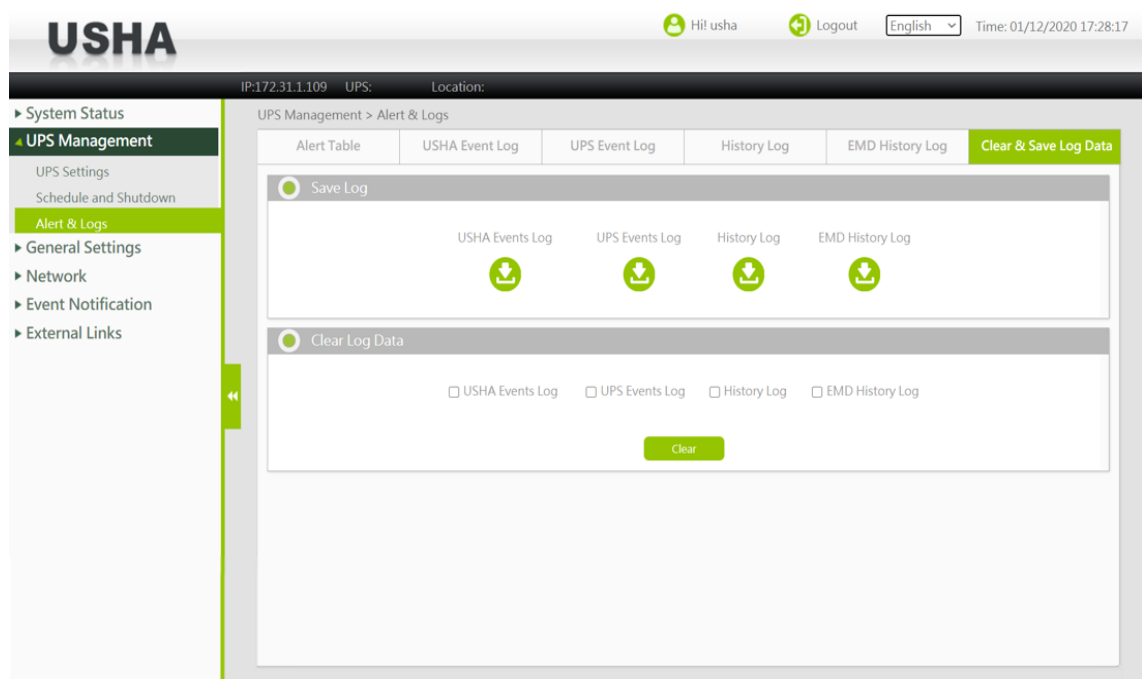 USHA
Hi! usha Logout English Time: 01/12/2020 17:28:17
IP:172.31.1.109 UPS: Location:
System Status
UPS Management
UPS Settings
Schedule and Shutdown
Alert & Logs
General Settings
Network
Event Notification
External Links
UPS Management > Alert & Logs
Alert Table USHA Event Log UPS Event Log History Log EMD History Log Clear & Save Log Data
Save Log
USHA Events Log UPS Events Log History Log EMD History Log
Clear Log Data
USHA Events Log UPS Events Log History Log EMD History Log
Clear